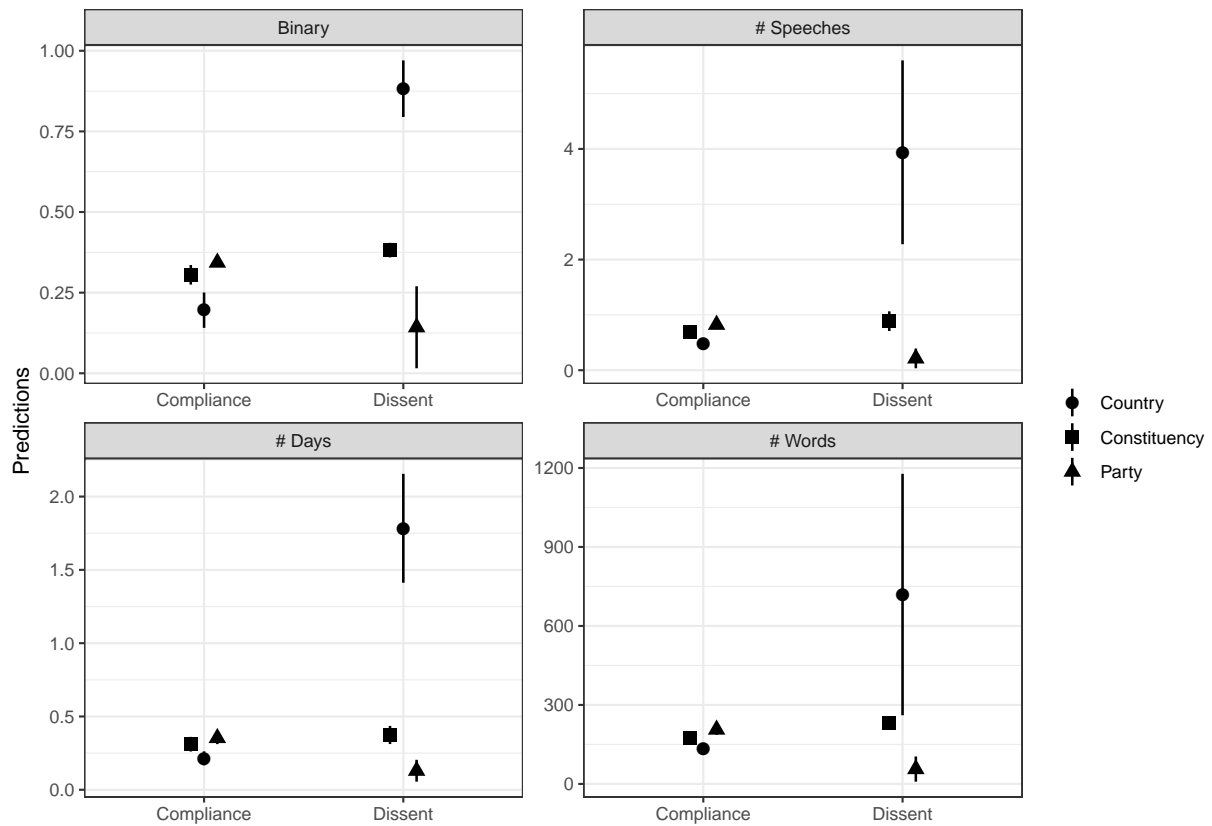 Binary
# Speeches
Predictions
1.00
0.75
0.50
0.25
0.00
Compliance
Dissent
4
2
0
Compliance
Dissent
# Days
# Words
2.0
1.5
1.0
0.5
0.0
Compliance
Dissent
1200
900
600
300
0
Compliance
Dissent
Country
Constituency
Party